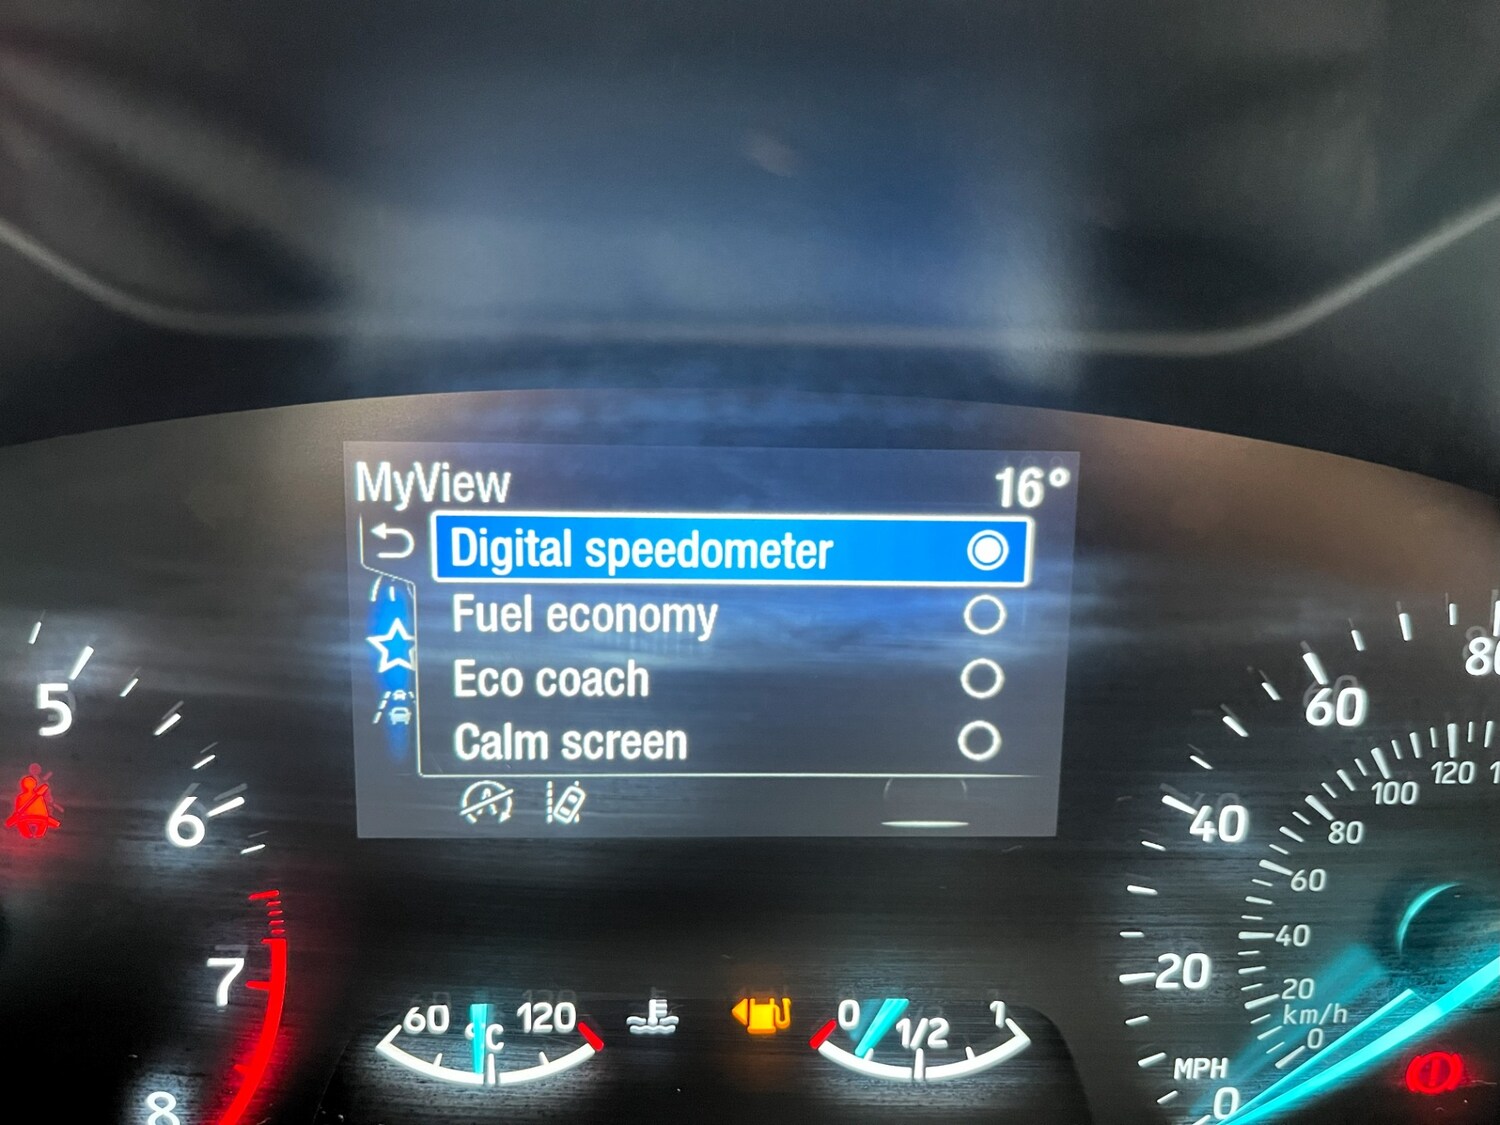 MyView 16°
Digital speedometer
Fuel economy
Eco coach
Calm screen
A
5
6
7
8
60 °C 120
0 1/2 1
80
60
40
20
0
MPH
120
100
80
60
40
20
km/h
0